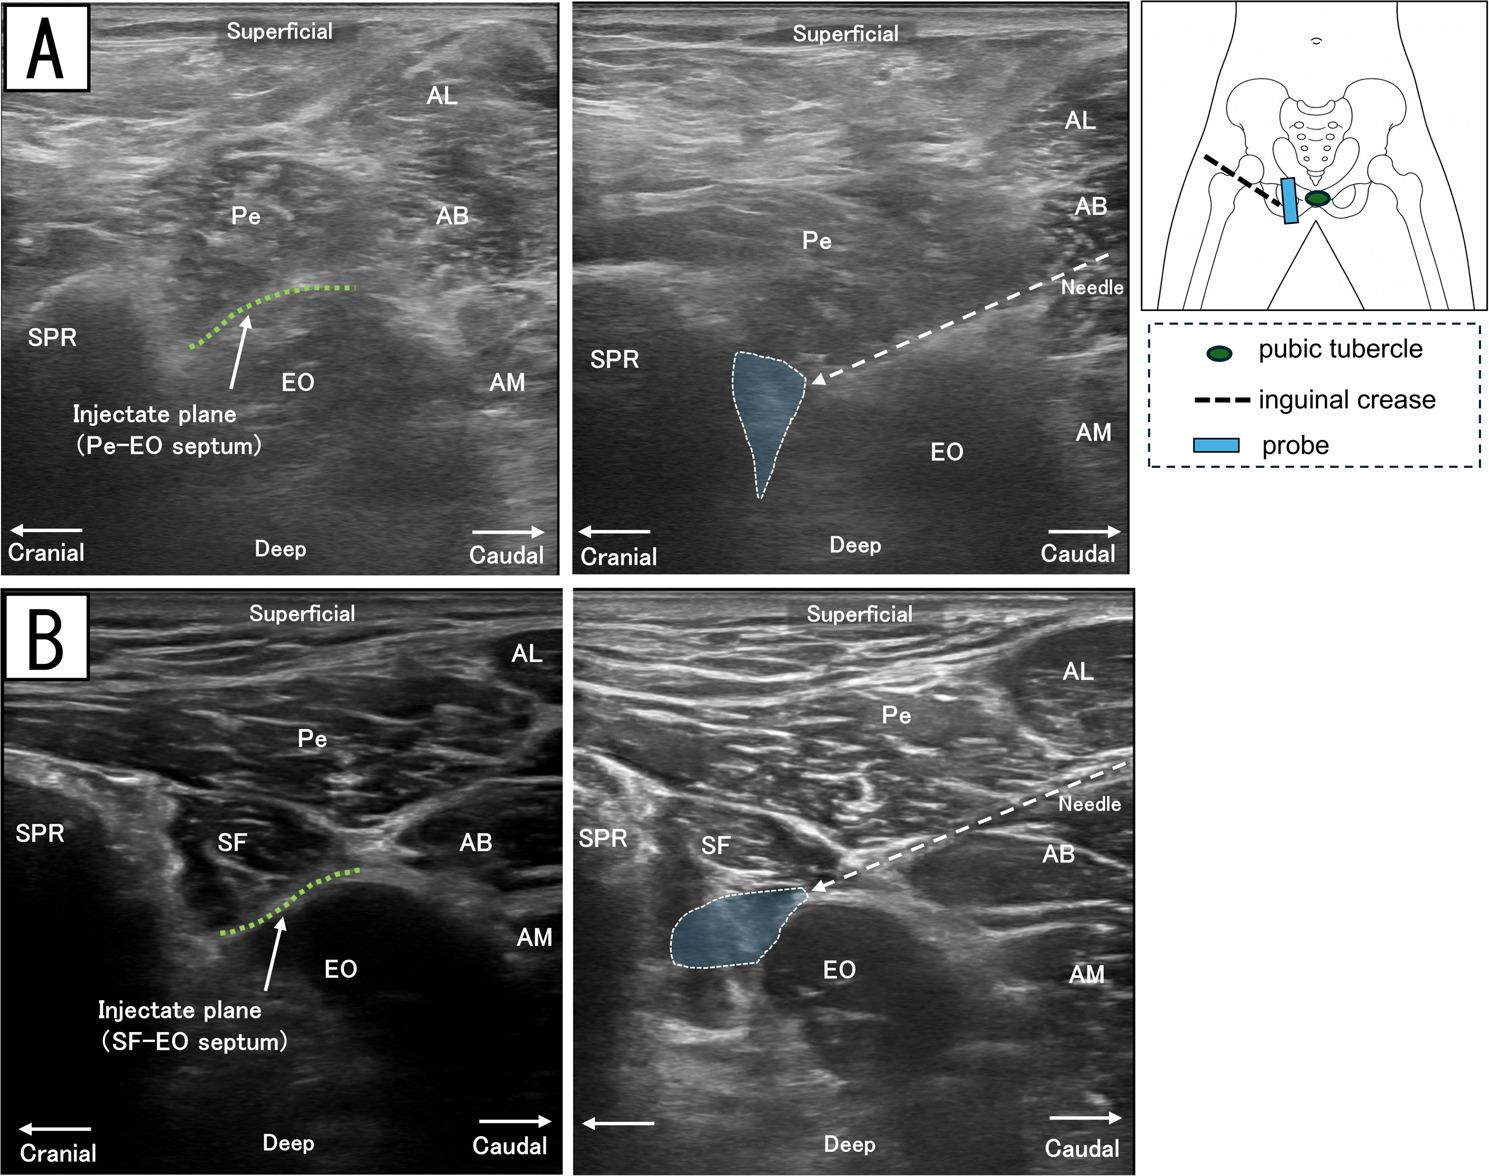 A
Superficial
AL
Pe
AB
SPR
EO
AM
Injectate plane
(Pe-EO septum)
Cranial
Deep
Caudal
Superficial
AL
AB
Pe
Needle
SPR
AM
EO
Cranial
Deep
Caudal
pubic tubercle
inguinal crease
probe
B
Superficial
AL
Pe
SPR
SF
AB
AM
EO
Injectate plane
(SF-EO septum)
Cranial
Deep
Caudal
Superficial
AL
Pe
Needle
SPR
SF
AB
EO
AM
Deep
Caudal